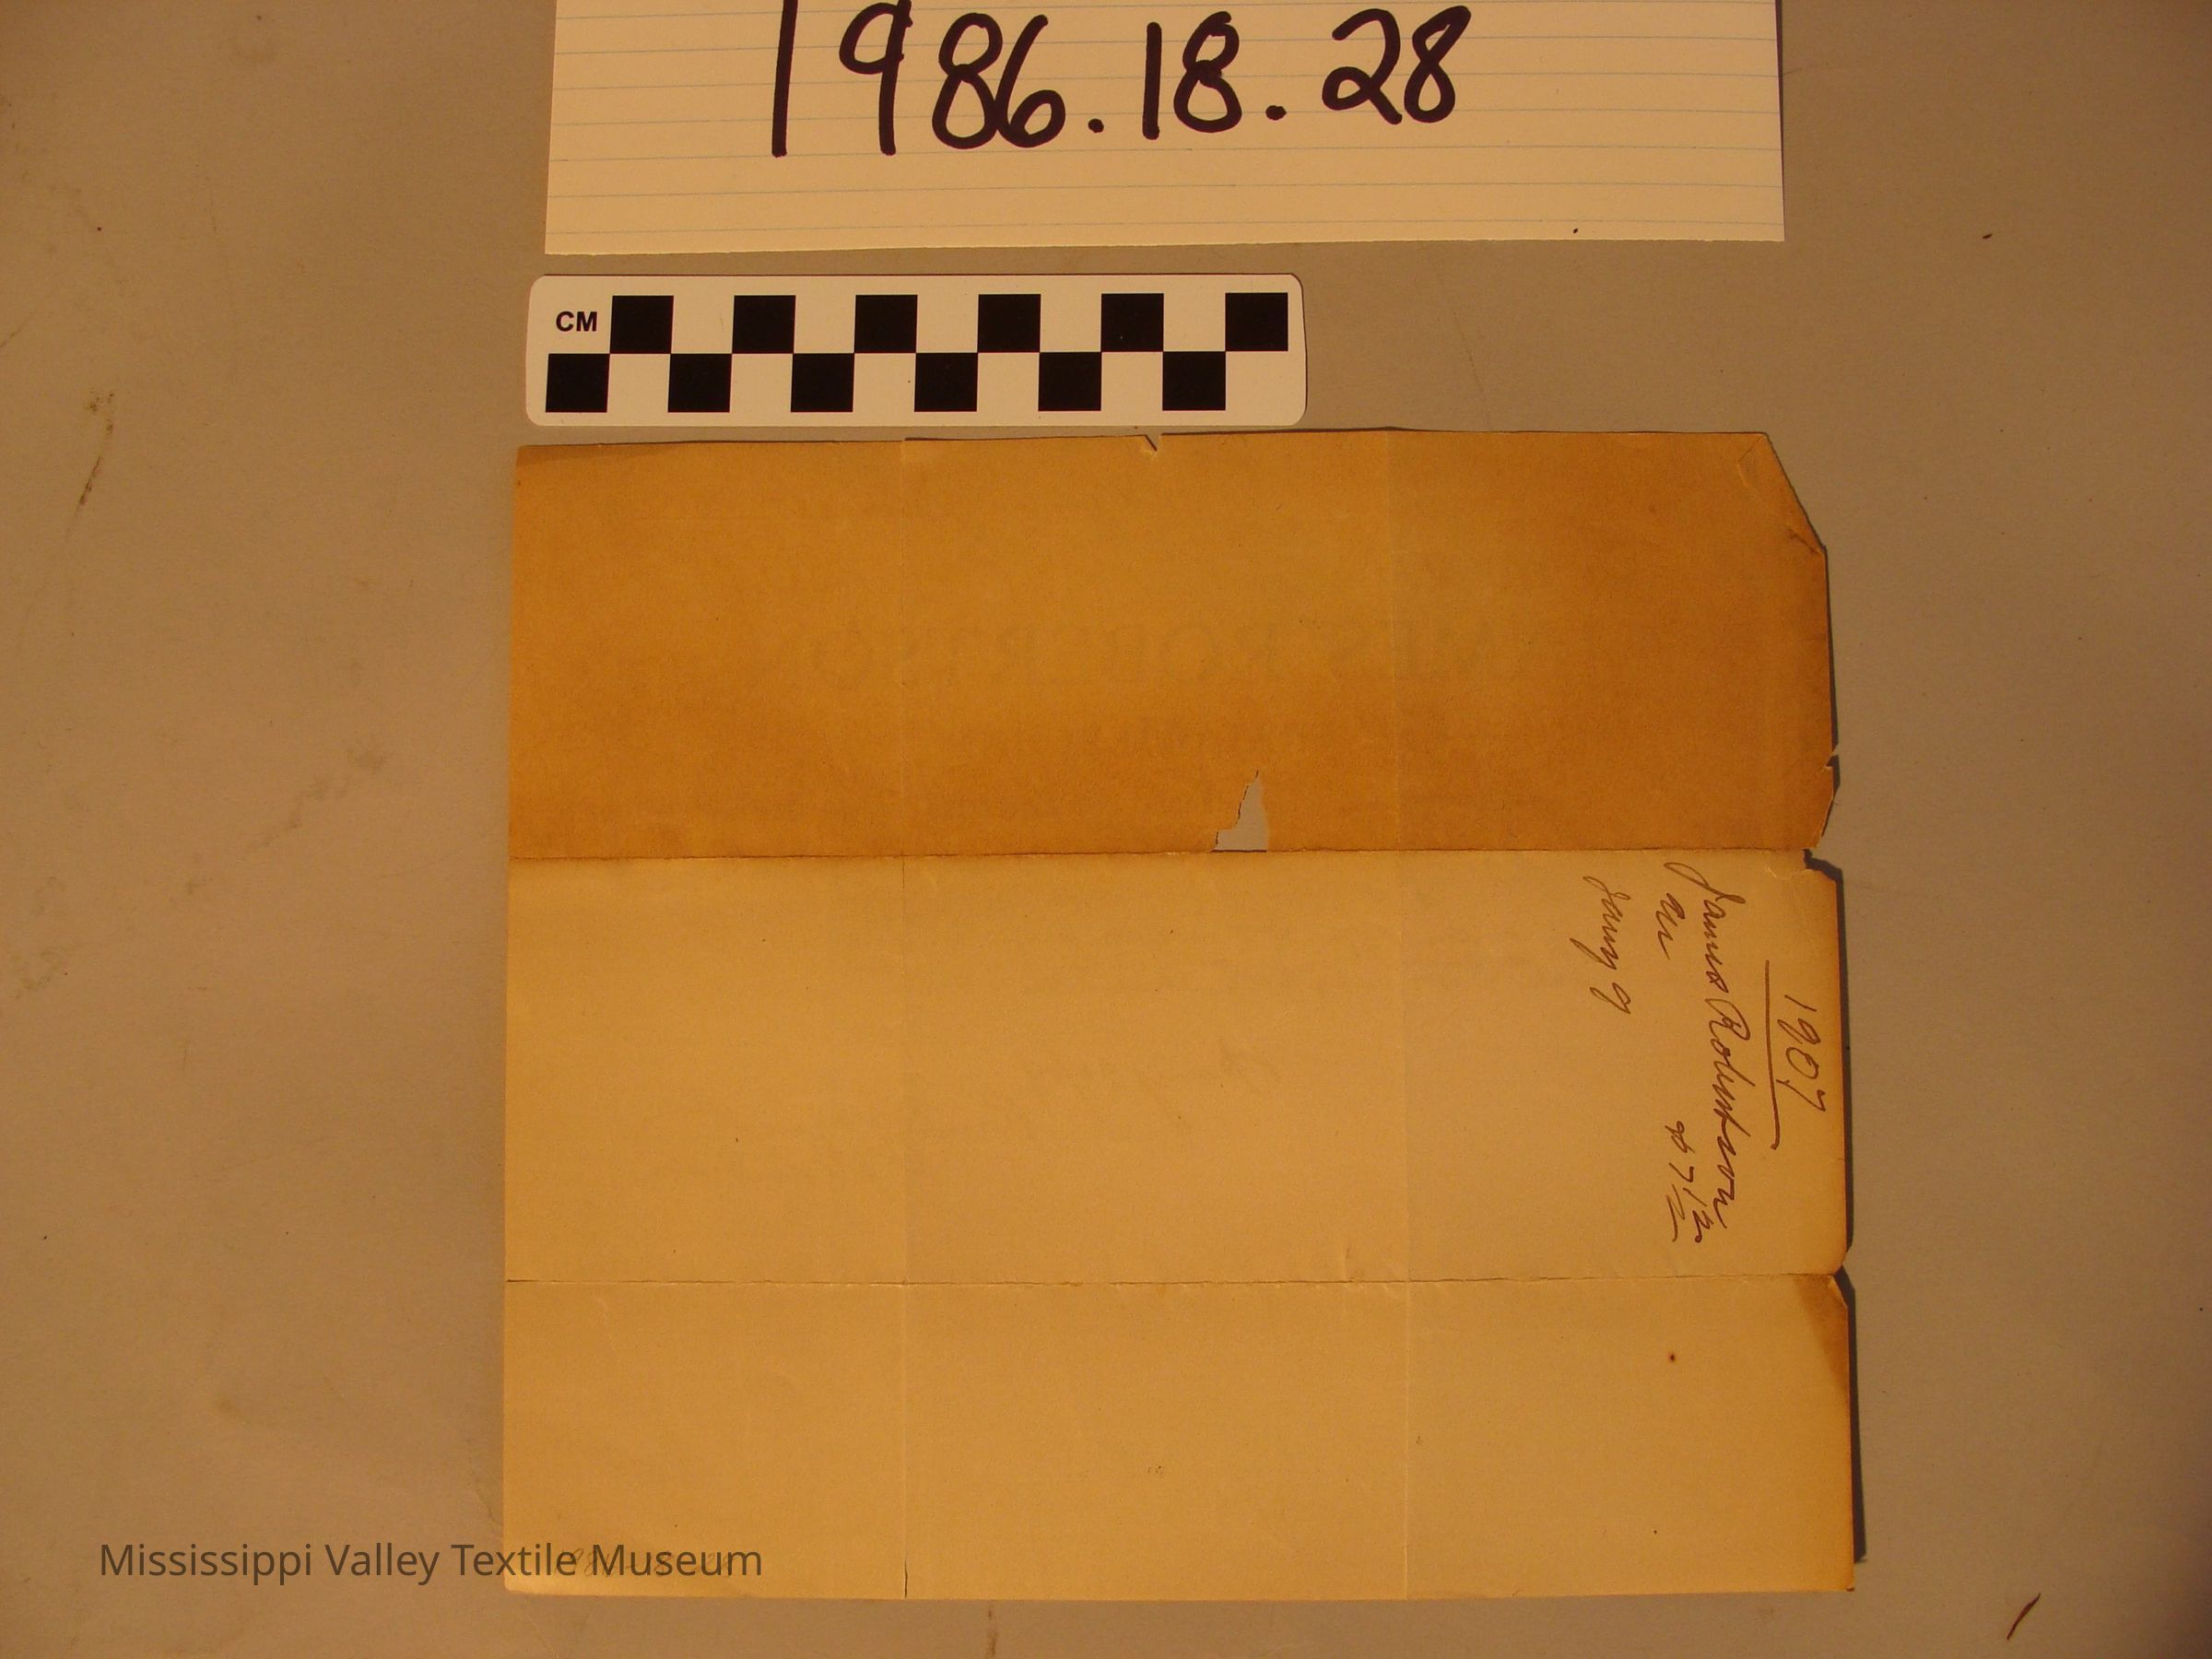 1986.18.28
CM
1907
James Robertson
Jany 9
Mississippi Valley Textile Museum